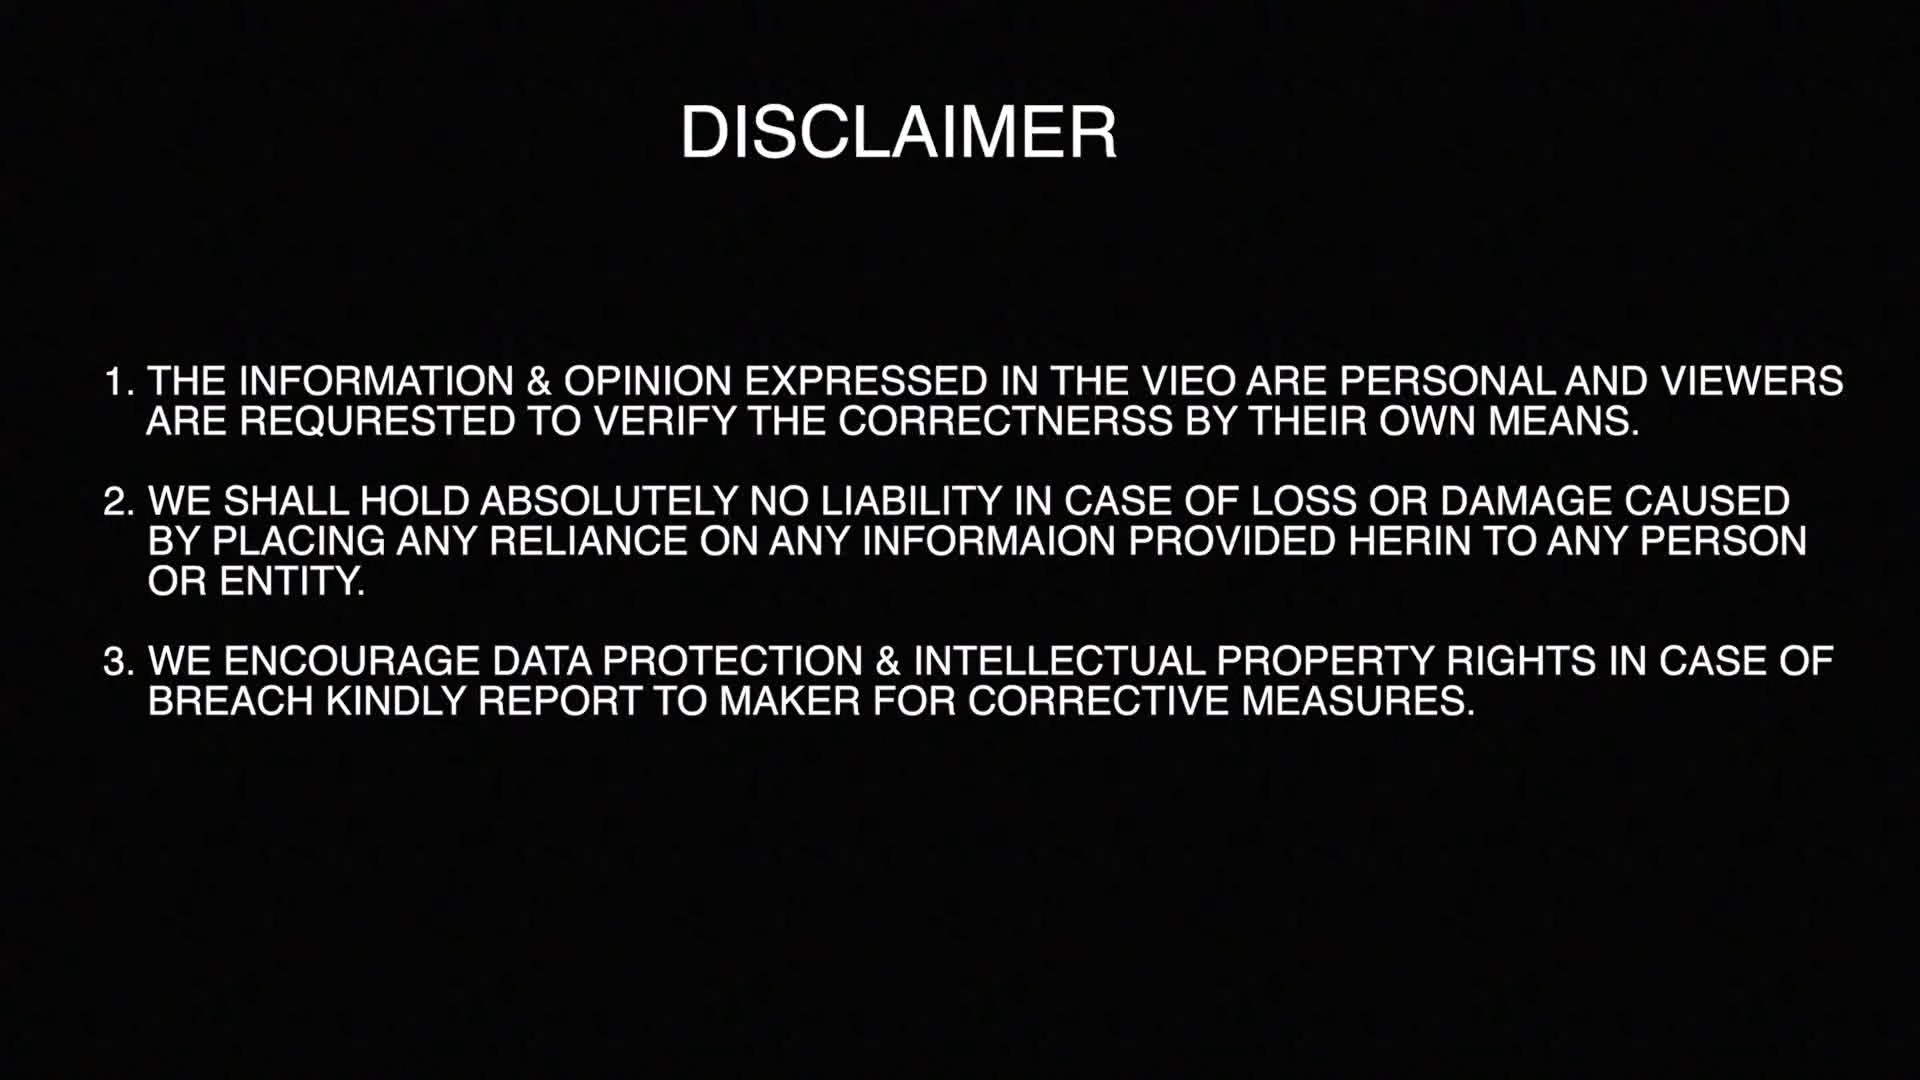 DISCLAIMER
1. THE INFORMATION & OPINION EXPRESSED IN THE VIEO ARE PERSONAL AND VIEWERS
ARE REQURESTED TO VERIFY THE CORRECTNERSS BY THEIR OWN MEANS.
2. WE SHALL HOLD ABSOLUTELY NO LIABILITY IN CASE OF LOSS OR DAMAGE CAUSED
BY PLACING ANY RELIANCE ON ANY INFORMAION PROVIDED HERIN TO ANY PERSON
OR ENTITY.
3. WE ENCOURAGE DATA PROTECTION & INTELLECTUAL PROPERTY RIGHTS IN CASE OF
BREACH KINDLY REPORT TO MAKER FOR CORRECTIVE MEASURES.